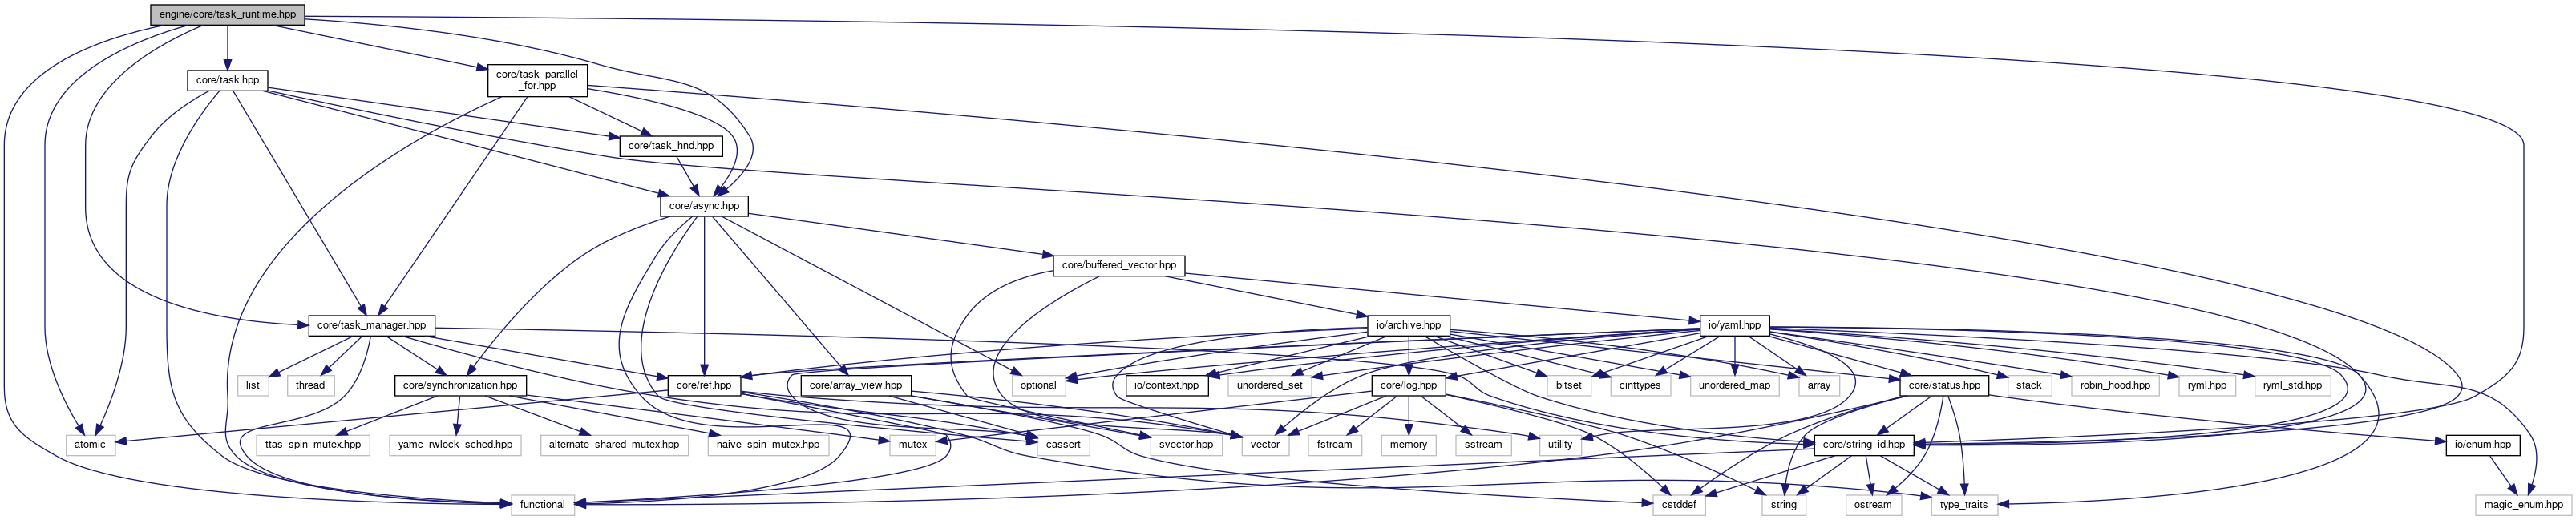 engine/core/task_runtime.hpp
core/task.hpp
core/task_parallel
_for.hpp
core/task_hnd.hpp
core/async.hpp
core/buffered_vector.hpp
core/task_manager.hpp
io/archive.hpp
io/yaml.hpp
list
thread
core/synchronization.hpp
core/ref.hpp
core/array_view.hpp
optional
io/context.hpp
unordered_set
core/log.hpp
bitset
cinttypes
unordered_map
array
core/status.hpp
stack
robin_hood.hpp
ryml.hpp
ryml_std.hpp
atomic
ttas_spin_mutex.hpp
yamc_rwlock_sched.hpp
alternate_shared_mutex.hpp
naive_spin_mutex.hpp
mutex
cassert
svector.hpp
vector
fstream
memory
sstream
utility
core/string_id.hpp
io/enum.hpp
functional
cstddef
string
ostream
type_traits
magic_enum.hpp